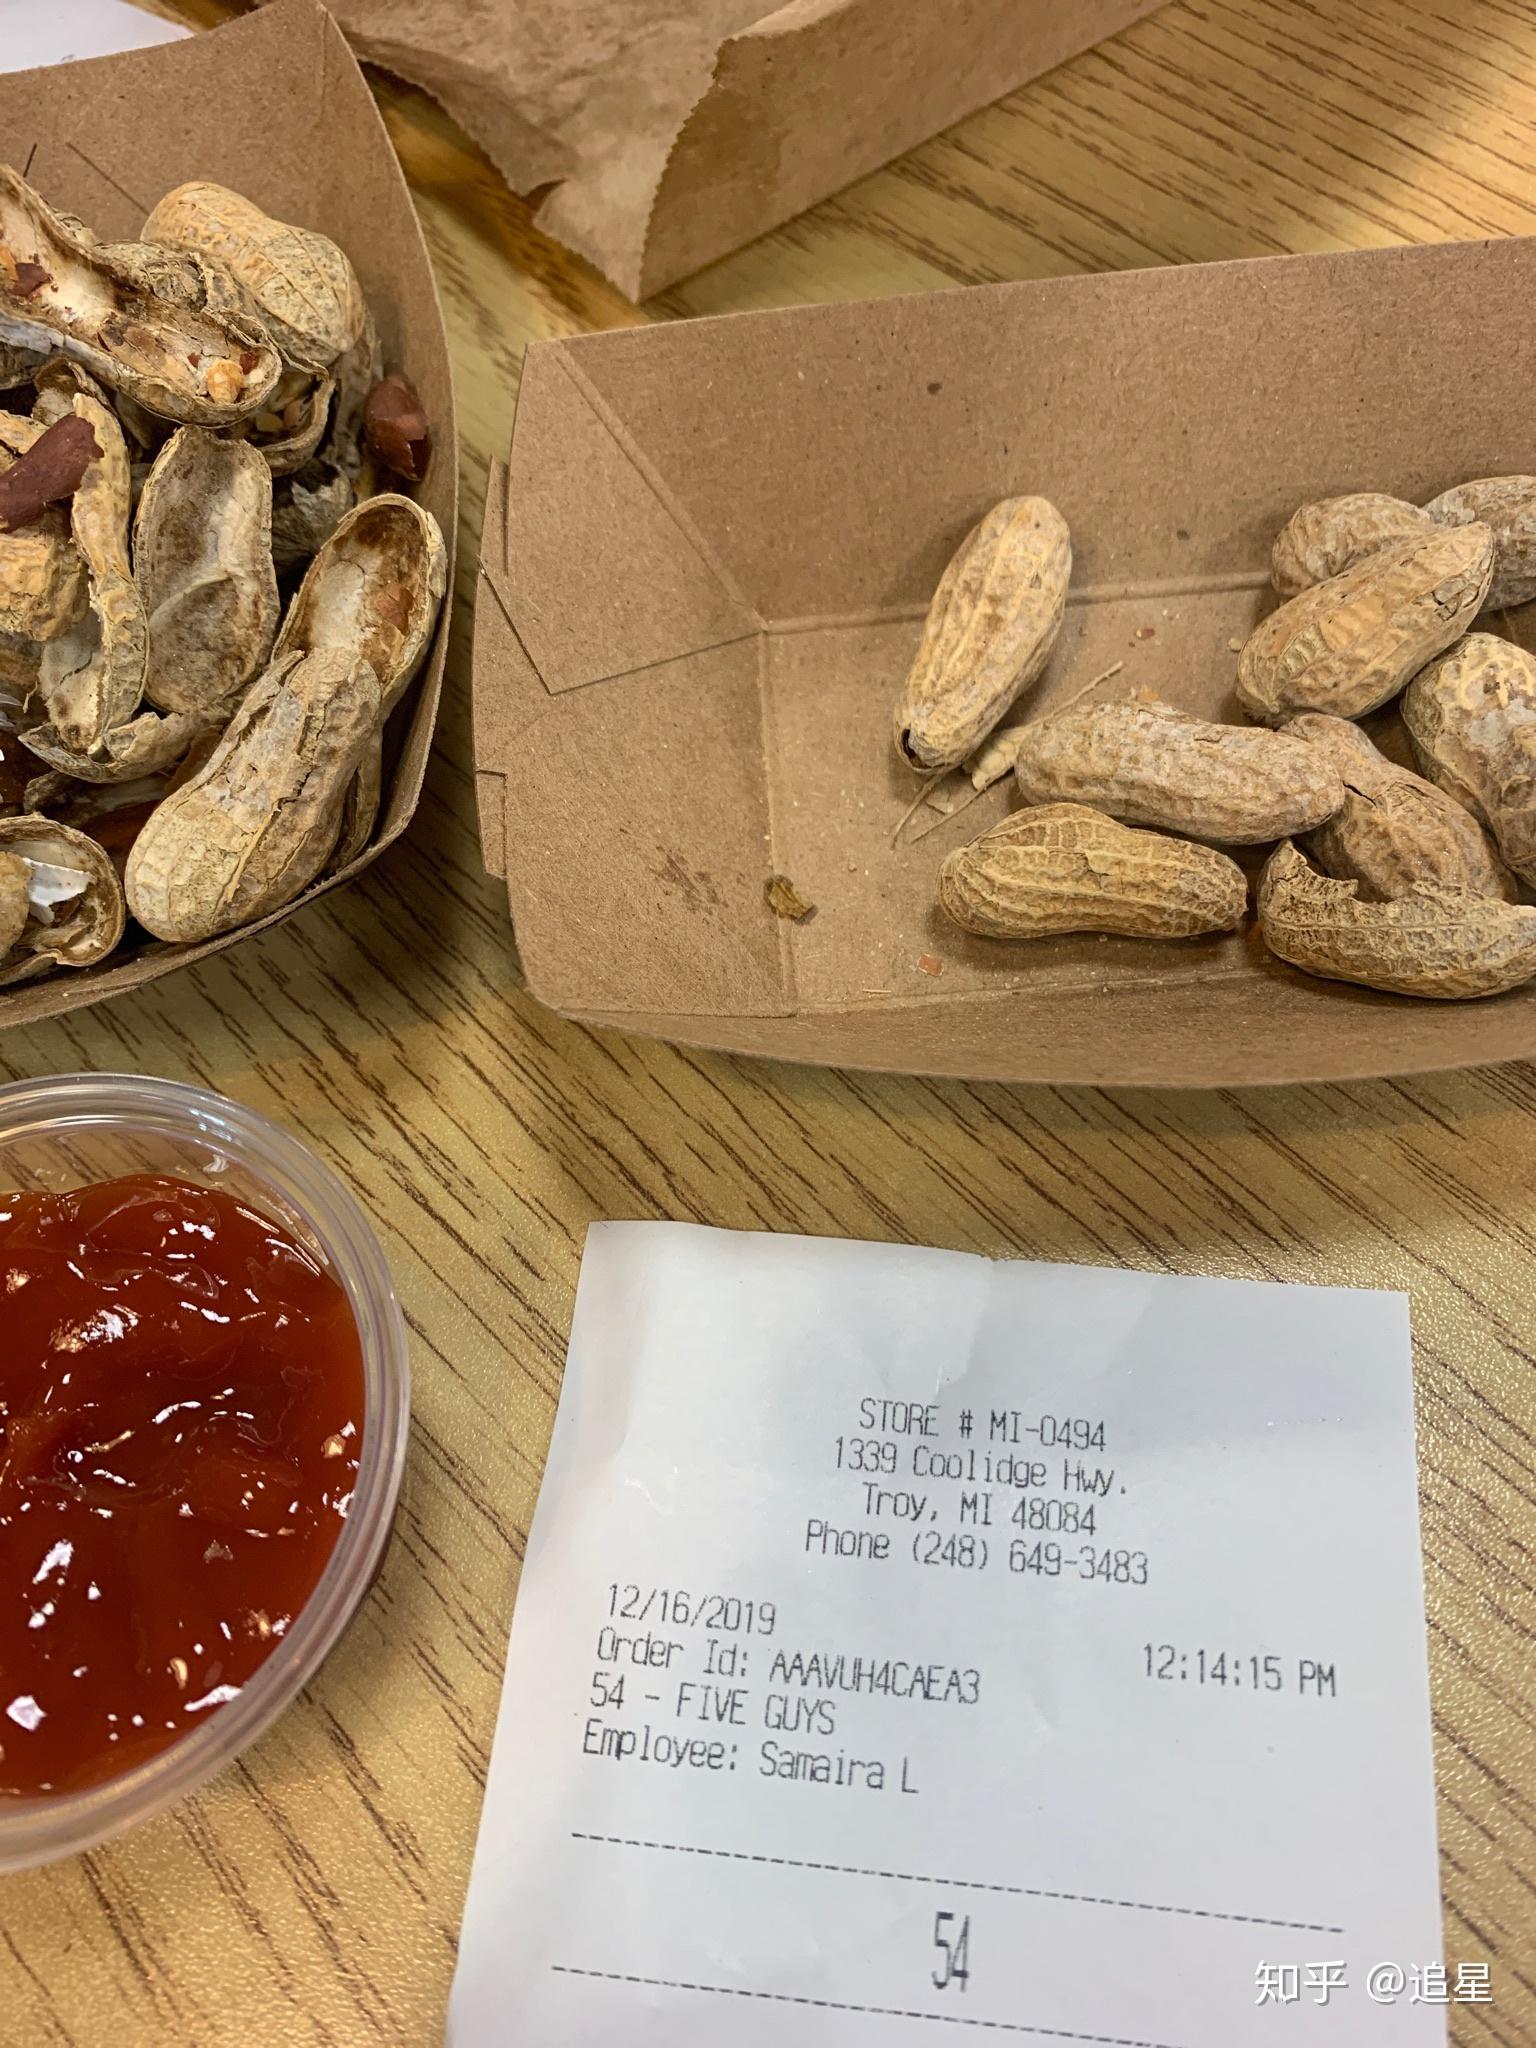 STORE # MI-0494
1339 Coolidge Hwy.
Troy, MI 48084
Phone (248) 649-3483
12/16/2019 12:14:15 PM
Order Id: AAAVUH4CAEA3
54 - FIVE GUYS
Employee: Samaira L
54
知乎 @追星